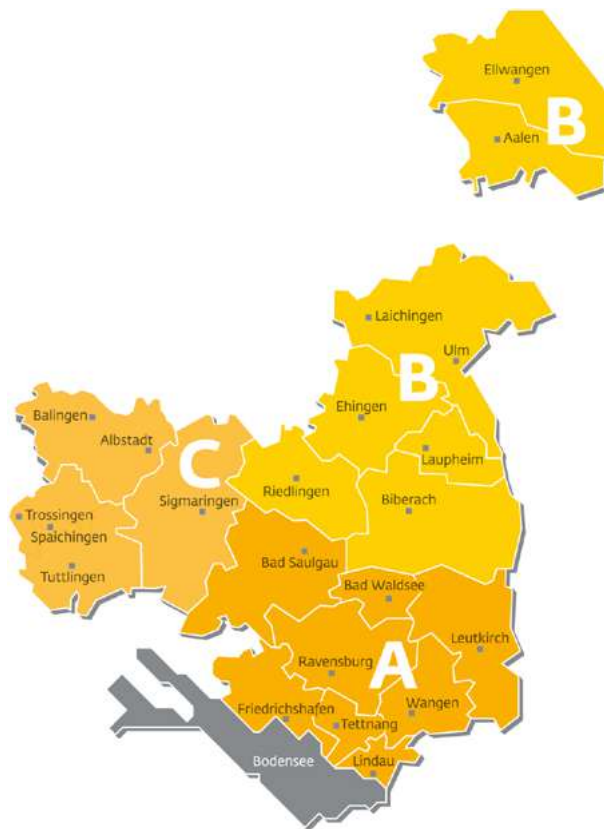 Ellwangen
B
Aalen
Laichingen
Ulm
B
Ehingen
Balingen
Albstadt
C
Laupheim
Riedlingen
Sigmaringen
Biberach
Trossingen
Spaichingen
Bad Saulgau
Tuttlingen
Bad Waldsee
Leutkirch
Ravensburg
A
Friedrichshafen
Wangen
Tettnang
Bodensee
Lindau